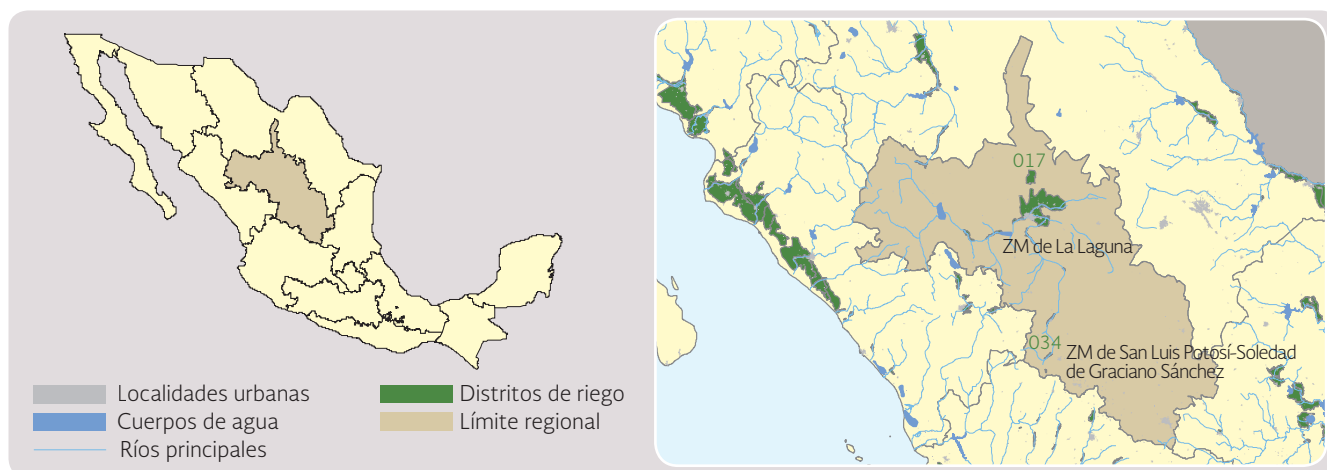 Localidades urbanas
Cuerpos de agua
Ríos principales
Distritos de riego
Límite regional
017
ZM de La Laguna
034
ZM de San Luis Potosí-Soledad
de Graciano Sánchez